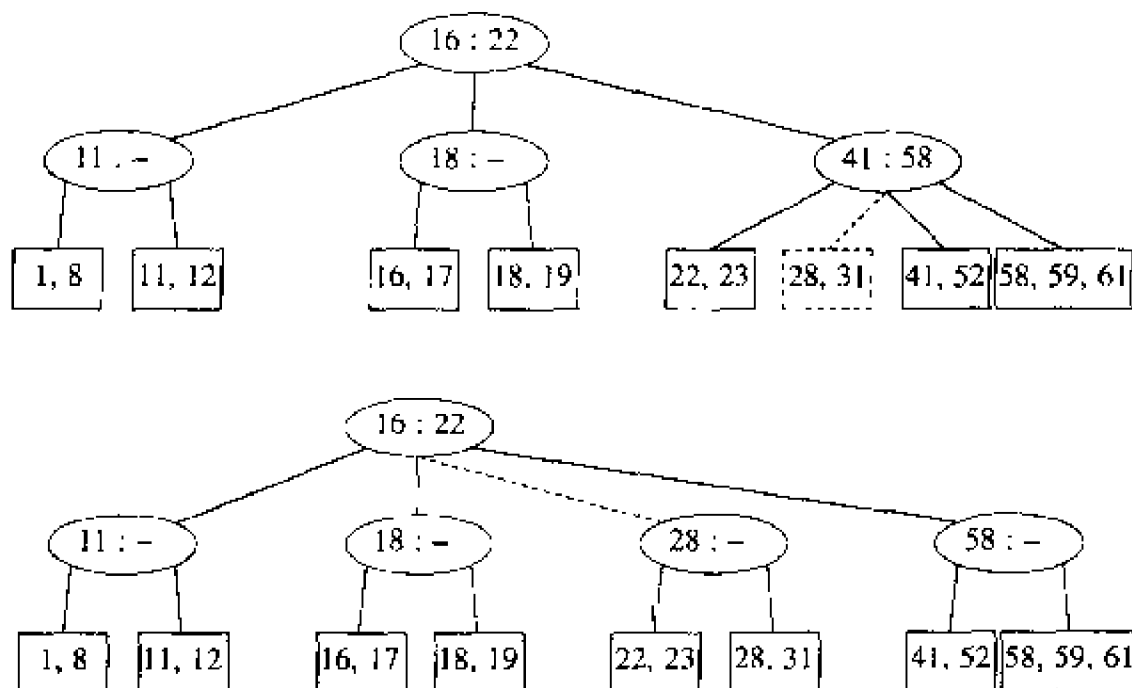 16 : 22
11 : – 18 : – 41 : 58
1, 8 11, 12 16, 17 18, 19 22, 23 28, 31 41, 52 58, 59, 61
16 : 22
11 : – 18 : – 28 : – 58 : –
1, 8 11, 12 16, 17 18, 19 22, 23 28, 31 41, 52 58, 59, 61